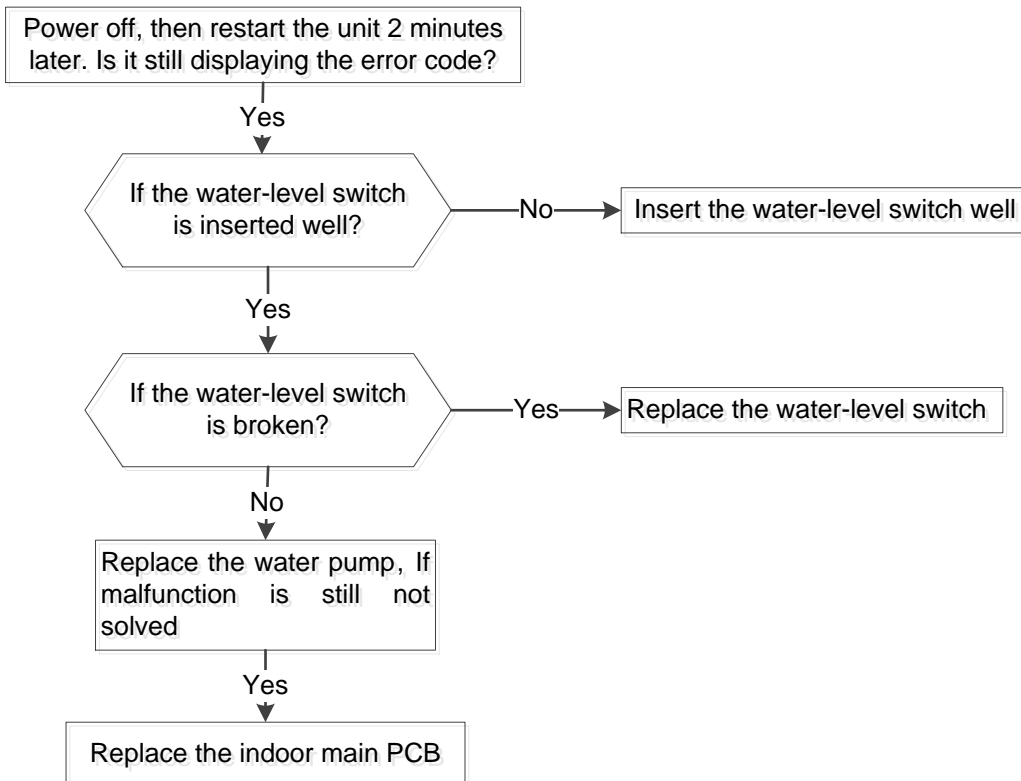 Power off, then restart the unit 2 minutes
later. Is it still displaying the error code?
Yes
If the water-level switch
is inserted well?
No
Insert the water-level switch well
Yes
If the water-level switch
is broken?
Yes
Replace the water-level switch
No
Replace the water pump, If
malfunction is still not
solved
Yes
Replace the indoor main PCB